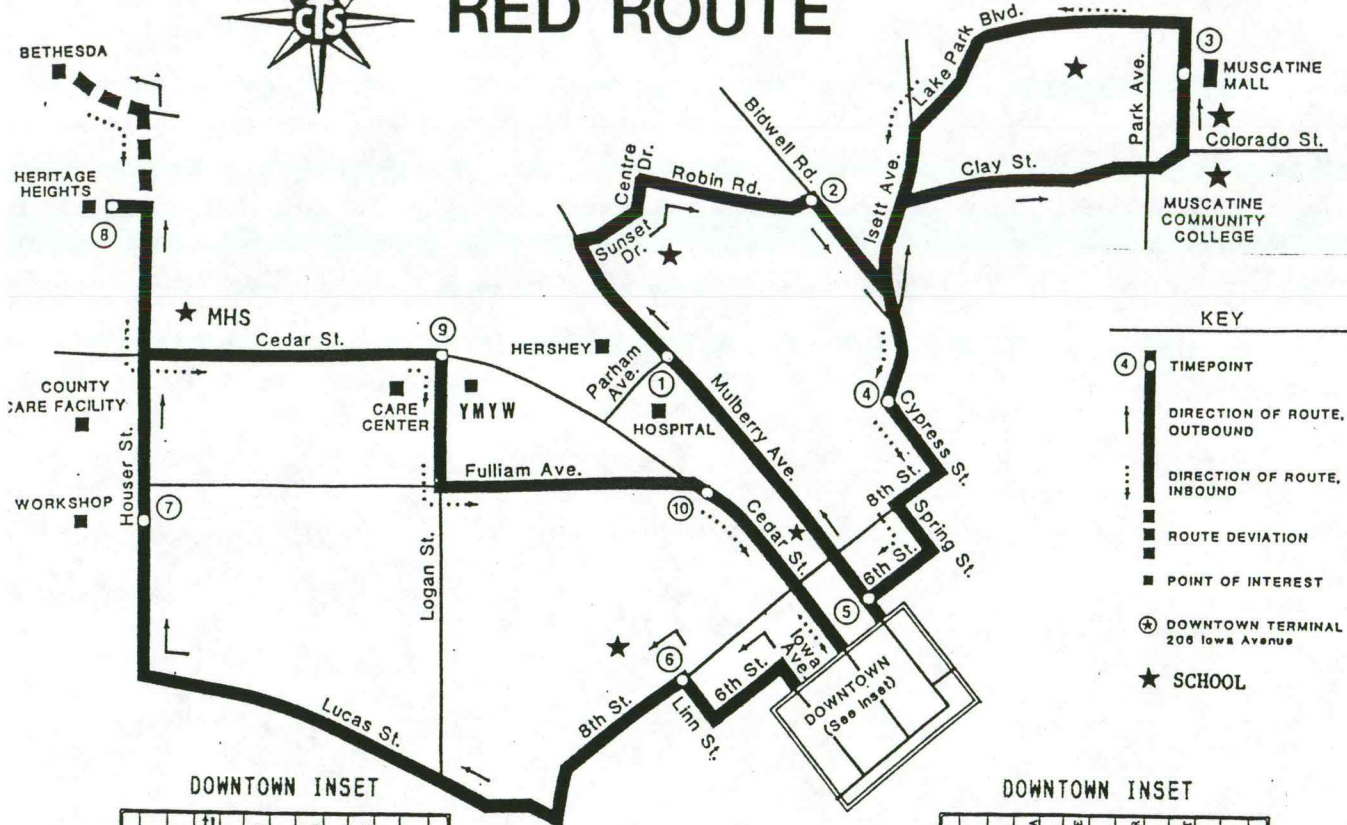 CTS
RED ROUTE
BETHESDA
HERITAGE
HEIGHTS
8
MHS
Cedar St.
9
COUNTY
CARE FACILITY
CARE
CENTER
YMYW
Houser St.
WORKSHOP
7
Fulliam Ave.
Logan St.
Lucas St.
HERSHEY
Parham
Ave.
1
HOSPITAL
Mulberry Ave.
Sunset
Dr.
Centre
Dr.
Robin Rd.
Bidwell Rd.
2
Isett Ave.
Lake Park Blvd.
Clay St.
Park Ave.
3
MUSCATINE
MALL
Colorado St.
MUSCATINE
COMMUNITY
COLLEGE
4
Cypress St.
8th St.
Spring St.
6th St.
5
10
Cedar St.
Iowa
Ave.
6
6th St.
Linn St.
8th St.
DOWNTOWN
(See Inset)
KEY
4 TIMEPOINT
DIRECTION OF ROUTE,
OUTBOUND
DIRECTION OF ROUTE,
INBOUND
ROUTE DEVIATION
POINT OF INTEREST
DOWNTOWN TERMINAL
206 Iowa Avenue
SCHOOL
DOWNTOWN INSET
DOWNTOWN INSET